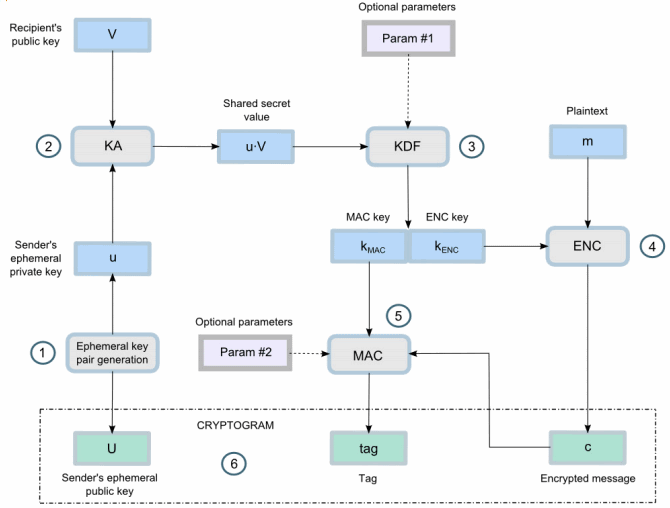 Optional parameters
Recipient's
public key
V
Param #1
Shared secret
value
Plaintext
2
KA
u·V
KDF
3
m
MAC key
ENC key
Sender's
ephemeral
private key
u
kMAC
kENC
ENC
4
Optional parameters
5
1
Ephemeral key
pair generation
Param #2
MAC
CRYPTOGRAM
U
6
tag
c
Sender's ephemeral
public key
Tag
Encrypted message